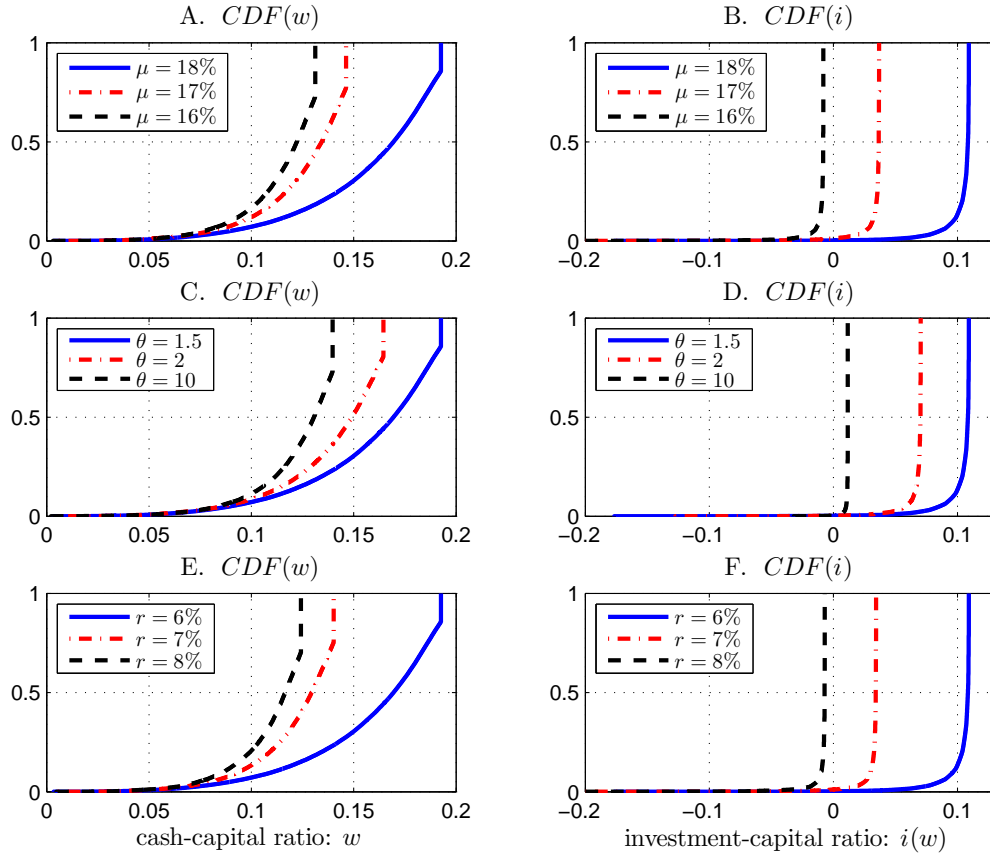 A. CDF(w)
1
0.5
0
μ = 18%
μ = 17%
μ = 16%
0 0.05 0.1 0.15 0.2
B. CDF(i)
1
0.5
0
μ = 18%
μ = 17%
μ = 16%
−0.2 −0.1 0 0.1
C. CDF(w)
1
0.5
0
θ = 1.5
θ = 2
θ = 10
0 0.05 0.1 0.15 0.2
D. CDF(i)
1
0.5
0
θ = 1.5
θ = 2
θ = 10
−0.2 −0.1 0 0.1
E. CDF(w)
1
0.5
0
r = 6%
r = 7%
r = 8%
0 0.05 0.1 0.15 0.2
cash-capital ratio: w
F. CDF(i)
1
0.5
0
r = 6%
r = 7%
r = 8%
−0.2 −0.1 0 0.1
investment-capital ratio: i(w)